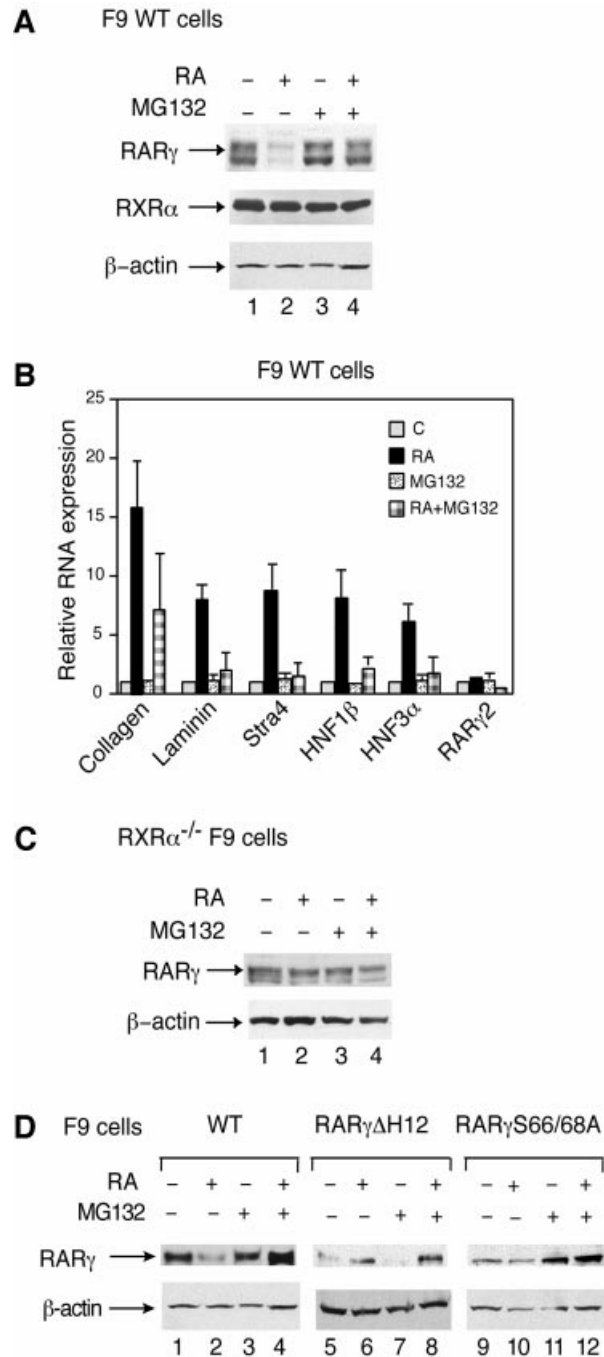 A F9 WT cells
RA – + – +
MG132 – – + +
RARγ
RXRα
β–actin
1 2 3 4
B F9 WT cells
Relative RNA expression
25
20
15
10
5
0
C
RA
MG132
RA+MG132
Collagen
Laminin
Stra4
HNF1β
HNF3α
RARγ2
C RXRα-/- F9 cells
RA – + – +
MG132 – – + +
RARγ
β–actin
1 2 3 4
D F9 cells WT RARγΔH12 RARγS66/68A
RA – + – + – + – + – + – +
MG132 – – + + – – + + – – + +
RARγ
β-actin
1 2 3 4 5 6 7 8 9 10 11 12